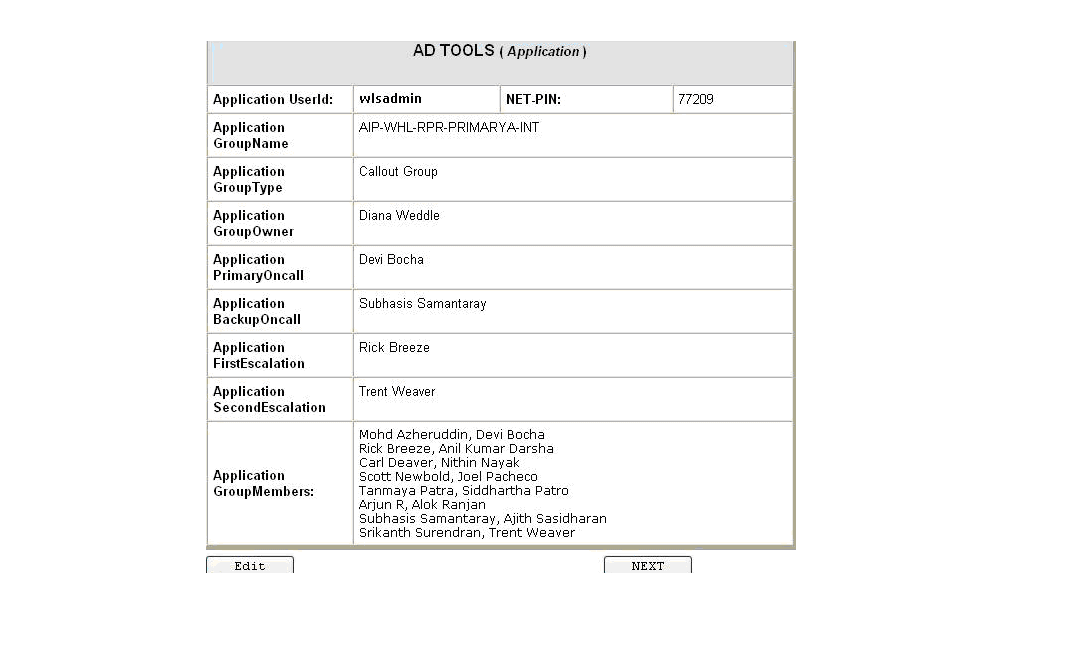 AD TOOLS ( Application )
Application UserId: wlsadmin NET-PIN: 77209
Application GroupName AIP-WHL-RPR-PRIMARYA-INT
Application GroupType Callout Group
Application GroupOwner Diana Weddle
Application PrimaryOncall Devi Bocha
Application BackupOncall Subhasis Samantaray
Application FirstEscalation Rick Breeze
Application SecondEscalation Trent Weaver
Application GroupMembers:
Mohd Azheruddin, Devi Bocha
Rick Breeze, Anil Kumar Darsha
Carl Deaver, Nithin Nayak
Scott Newbold, Joel Pacheco
Tanmaya Patra, Siddhartha Patro
Arjun R, Alok Ranjan
Subhasis Samantaray, Ajith Sasidharan
Srikanth Surendran, Trent Weaver
Edit NEXT